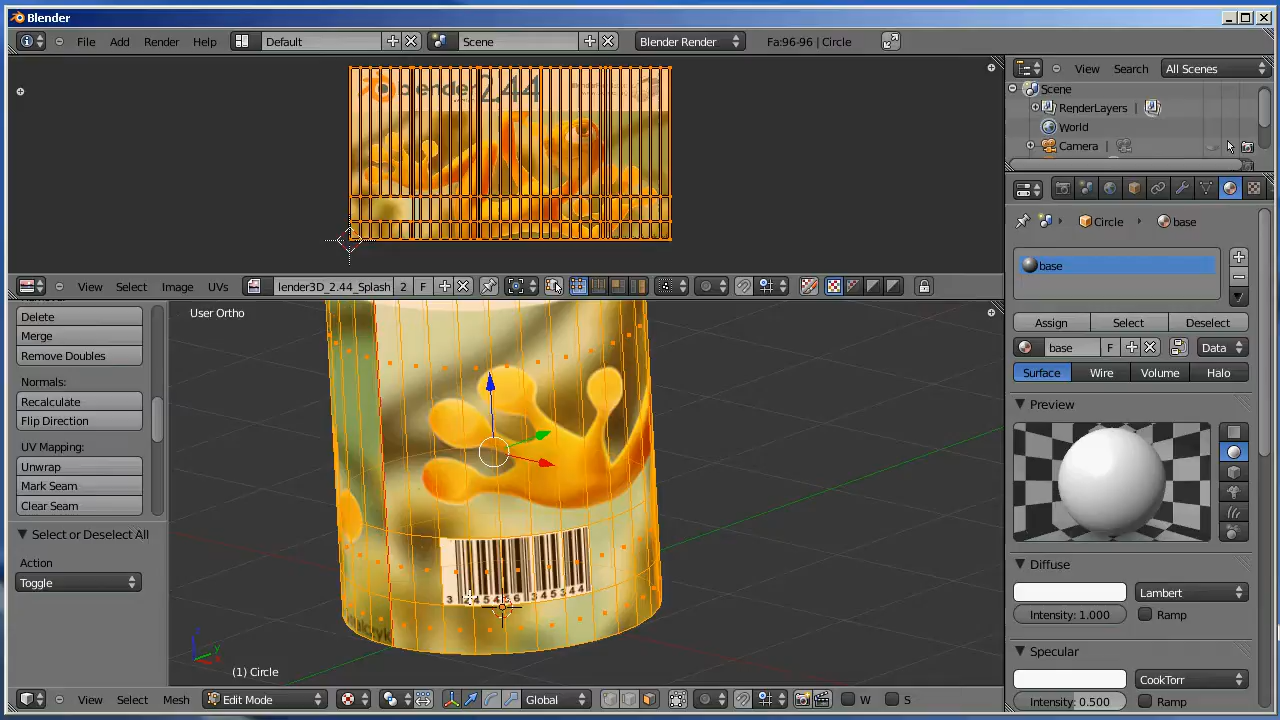 Blender
File Add Render Help Default Scene Blender Render Fa:96-96 | Circle
View Search All Scenes
Scene
RenderLayers
World
Camera
blender 2.44
View Select Image UVs lender3D_2.44_Splash 2 F
Circle base
base
Assign Select Deselect
base F Data
Surface Wire Volume Halo
Preview
Diffuse
Lambert
Intensity: 1.000 Ramp
Specular
CookTorr
Intensity: 0.500 Ramp
Delete
Merge
Remove Doubles
Normals:
Recalculate
Flip Direction
UV Mapping:
Unwrap
Mark Seam
Clear Seam
Select or Deselect All
Action
Toggle
User Ortho
(1) Circle
View Select Mesh Edit Mode Global W S